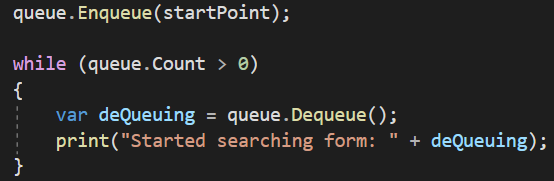 queue.Enqueue(startPoint);
while (queue.Count > 0)
{
var deQueuing = queue.Dequeue();
print("Started searching form: " + deQueuing);
}